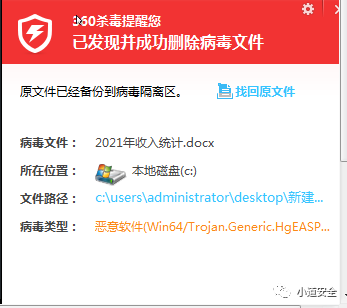 360杀毒提醒您
已发现并成功删除病毒文件
原文件已经备份到病毒隔离区。 找回原文件
病毒文件: 2021年收入统计.docx
所在位置: 本地磁盘(c:)
文件路径: c:\users\administrator\desktop\新建...
病毒类型: 恶意软件(Win64/Trojan.Generic.HgEASP...
小道安全